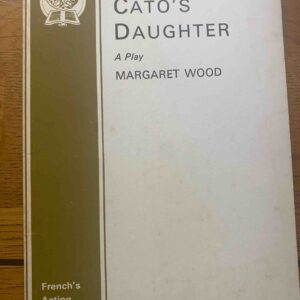 CATO'S
DAUGHTER
A Play
MARGARET WOOD
French's
Acting